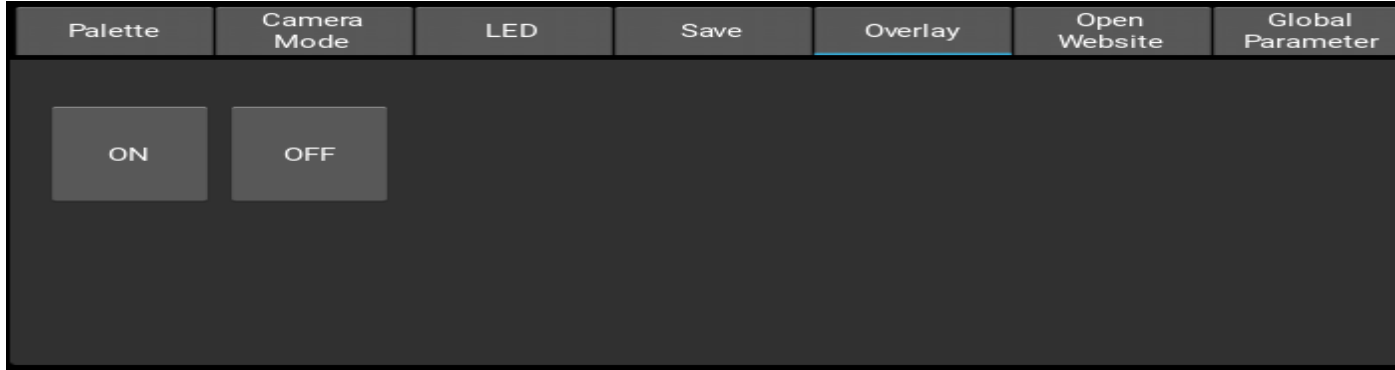 Palette
Camera
Mode
LED
Save
Overlay
Open
Website
Global
Parameter
ON
OFF